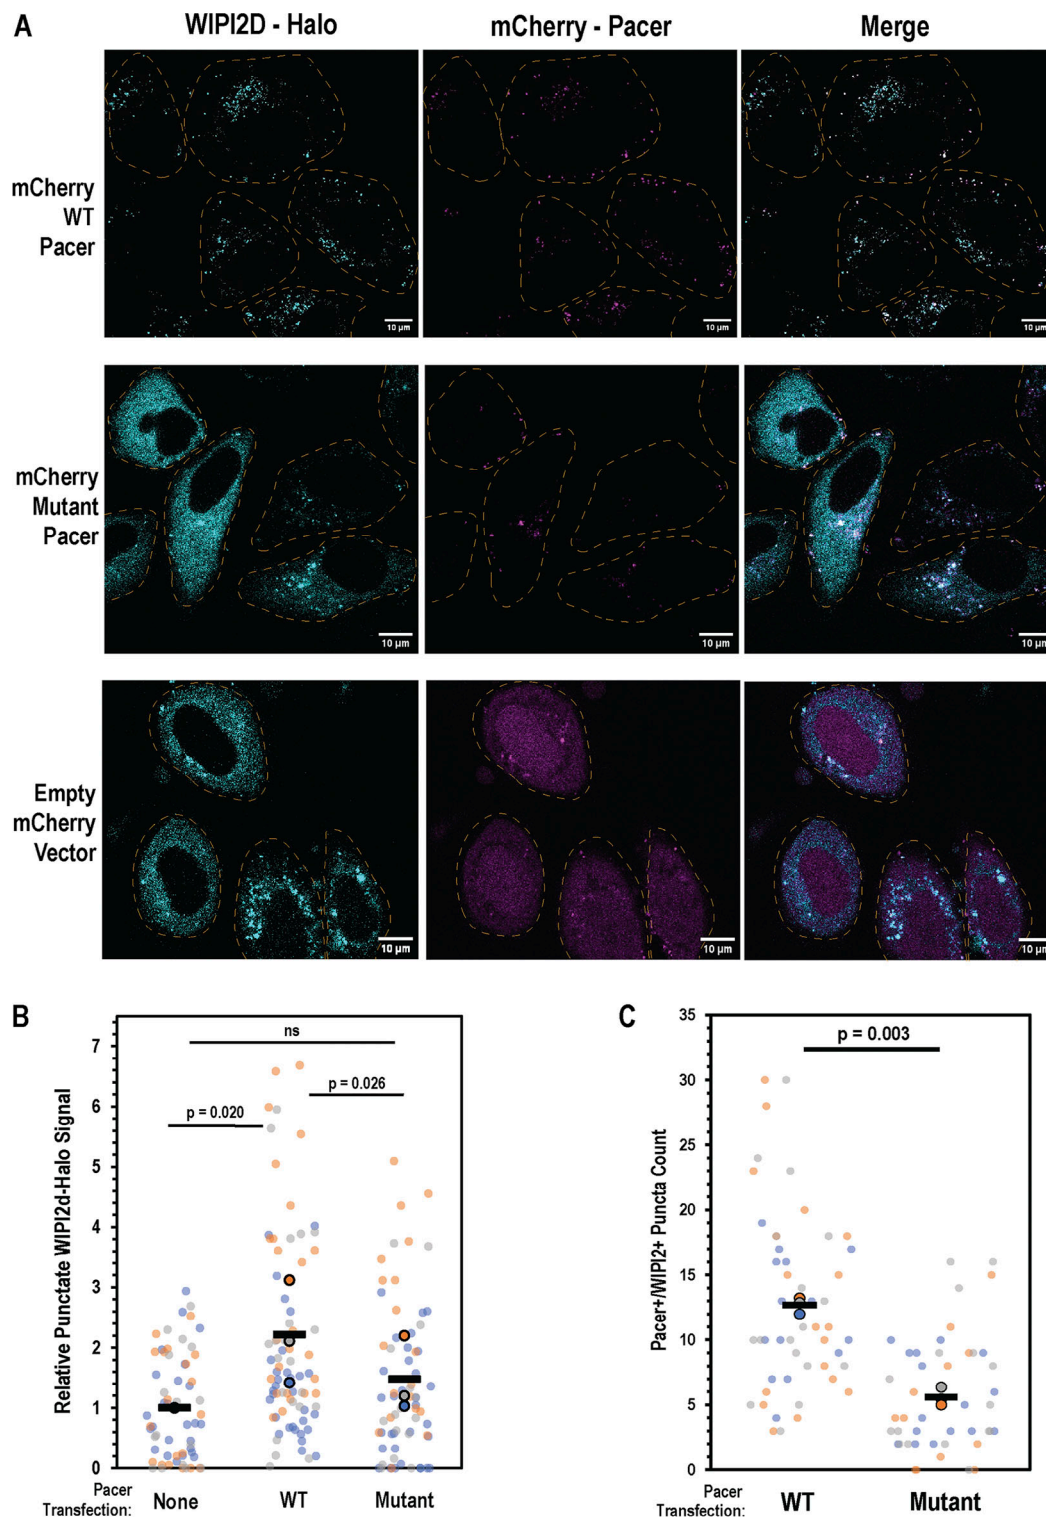 A
WIPI2D - Halo
mCherry - Pacer
Merge
mCherry
WT
Pacer
10 µm
10 µm
10 µm
mCherry
Mutant
Pacer
10 µm
10 µm
10 µm
Empty
mCherry
Vector
10 µm
10 µm
10 µm
B
Relative Punctate WIPI2d-Halo Signal
7
6
5
4
3
2
1
0
ns
p = 0.020
p = 0.026
Pacer
Transfection:
None
WT
Mutant
C
Pacer+/WIPI2+ Puncta Count
35
30
25
20
15
10
5
0
p = 0.003
Pacer
Transfection:
WT
Mutant